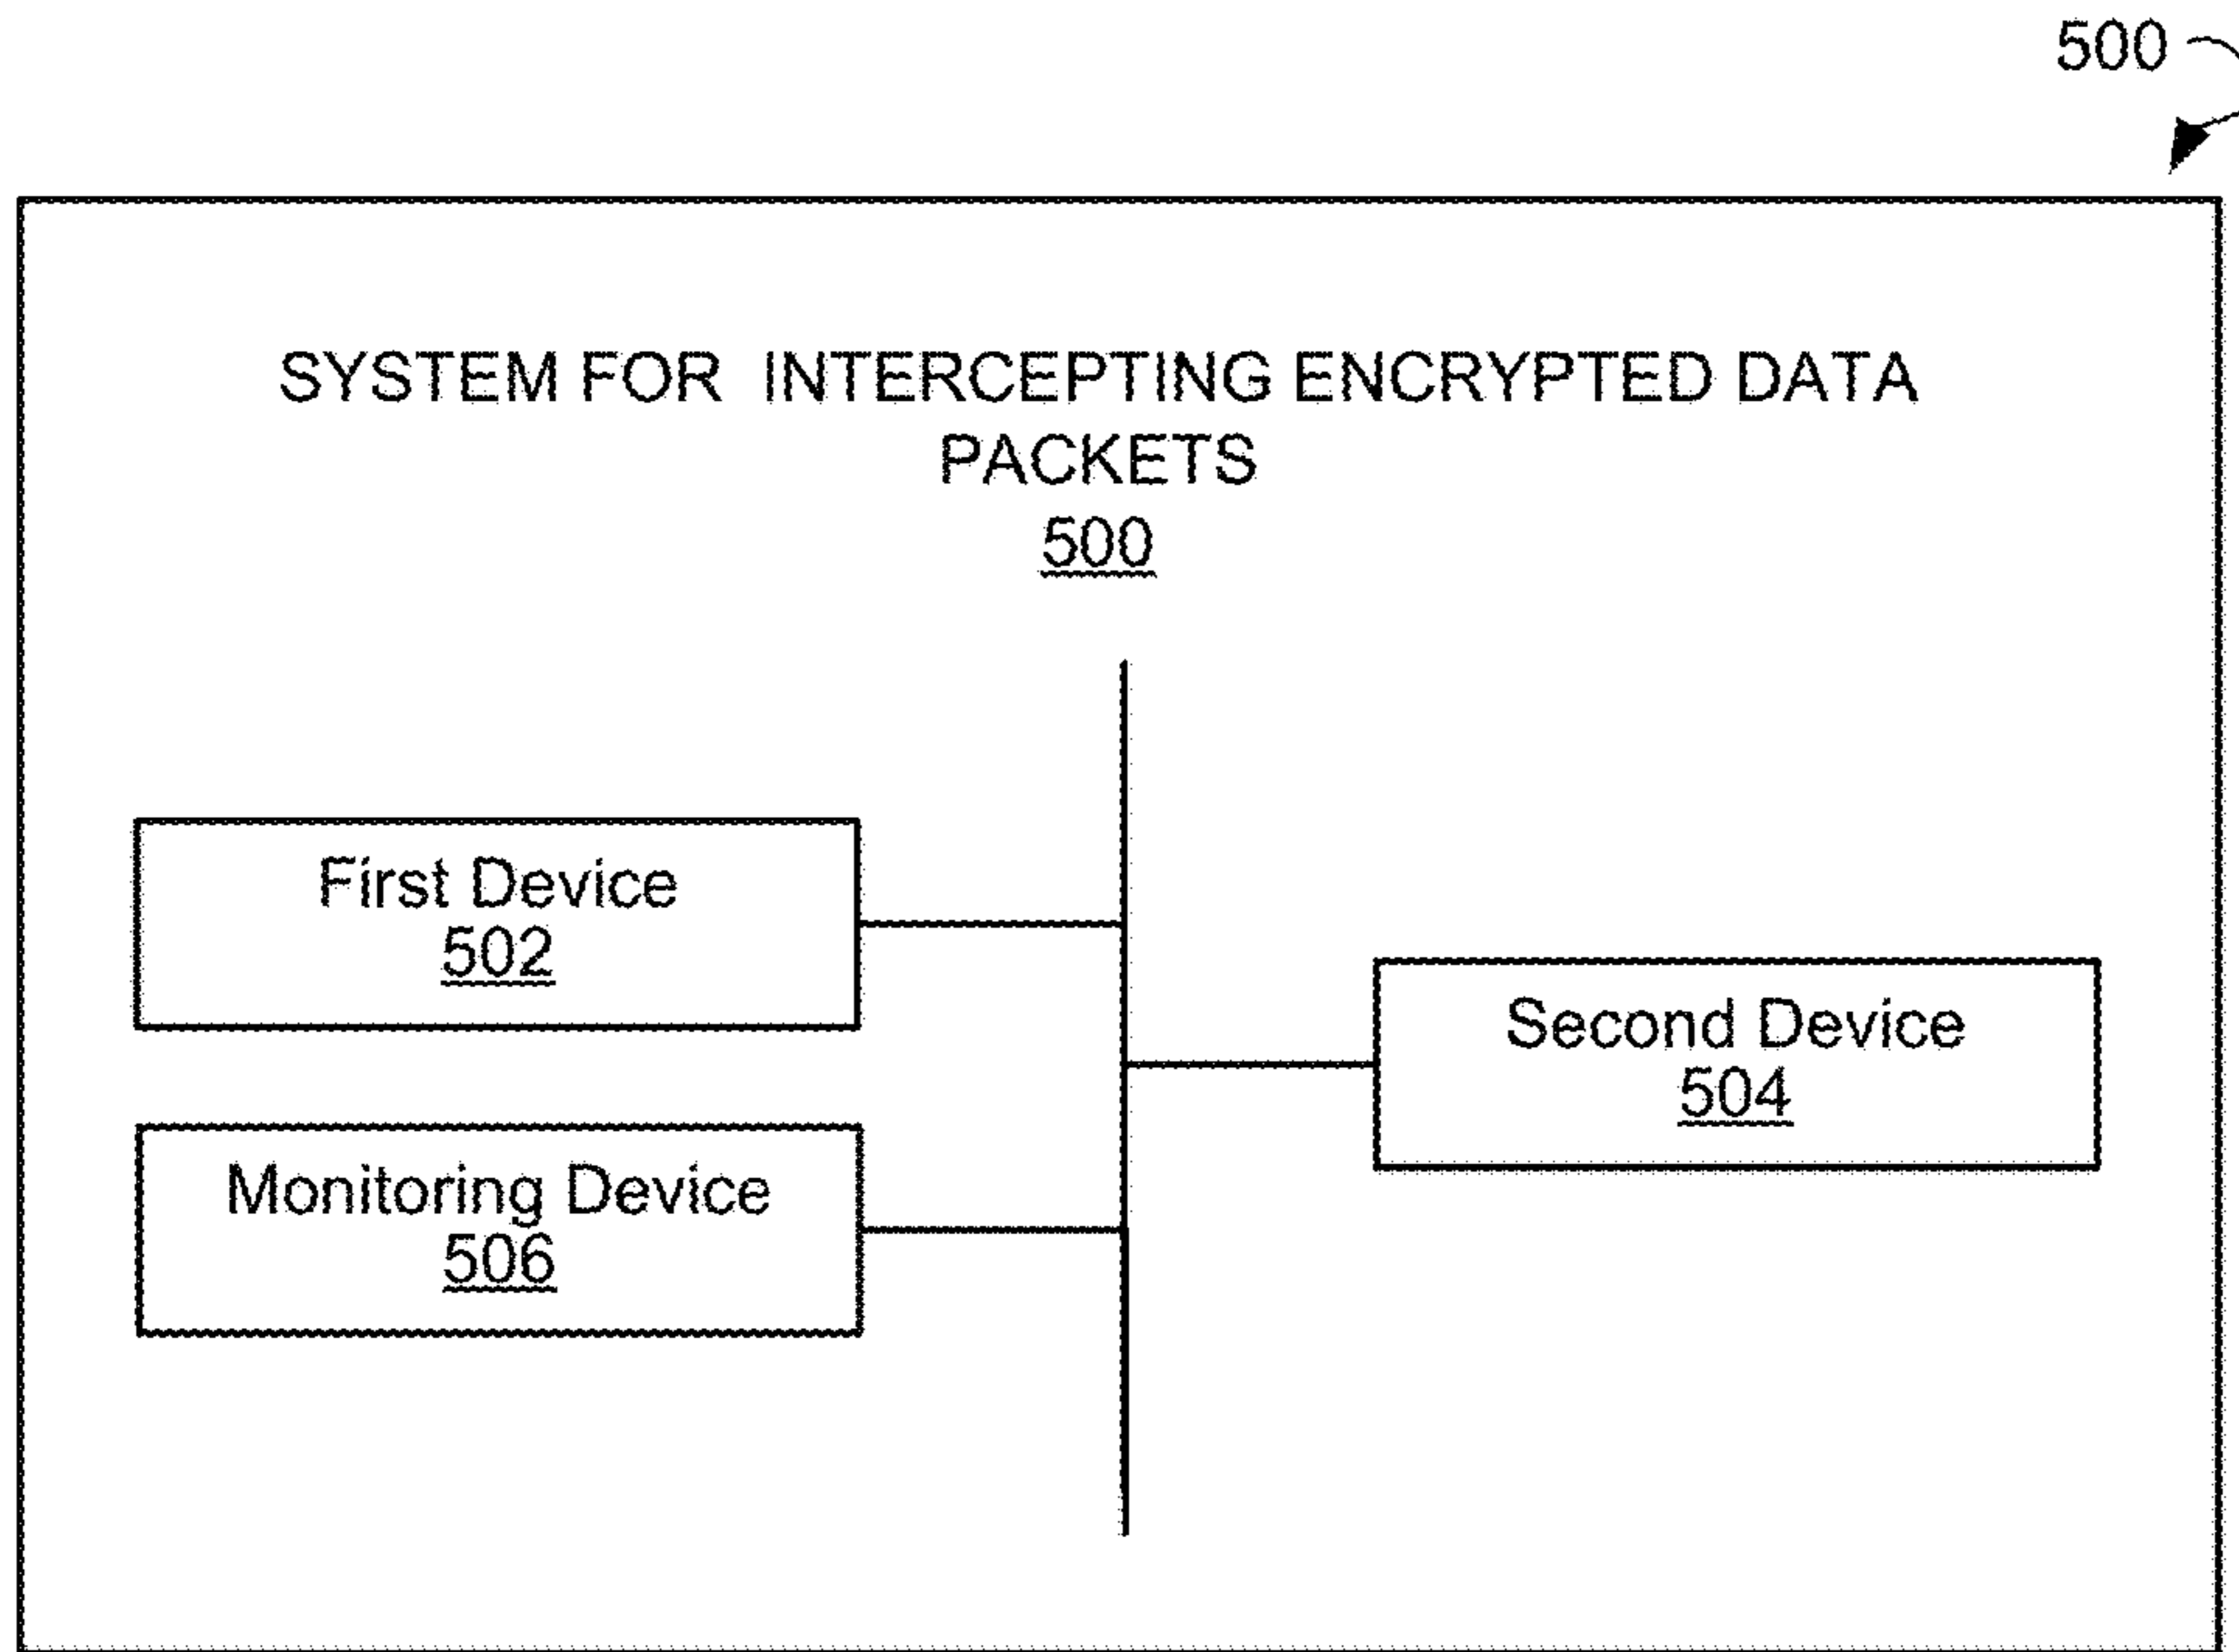 500
SYSTEM FOR INTERCEPTING ENCRYPTED DATA
PACKETS
500
First Device
502
Second Device
504
Monitoring Device
506